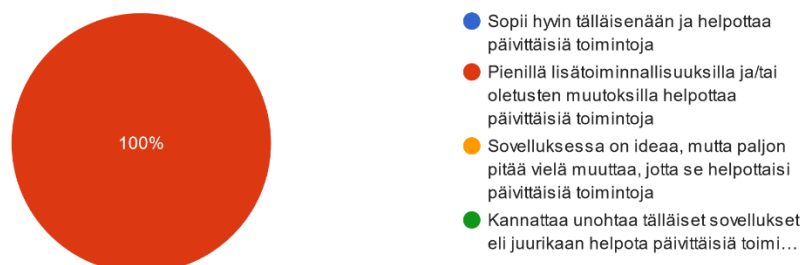 100%
Sopii hyvin tälläisenään ja helpottaa
päivittäisiä toimintoja
Pienillä lisätoiminnallisuuksilla ja/tai
oletusten muutoksilla helpottaa
päivittäisiä toimintoja
Sovelluksessa on ideaa, mutta paljon
pitää vielä muuttaa, jotta se helpottaisi
päivittäisiä toimintoja
Kannattaa unohtaa tälläiset sovellukset
eli juurikaan helpota päivittäisiä toimi…